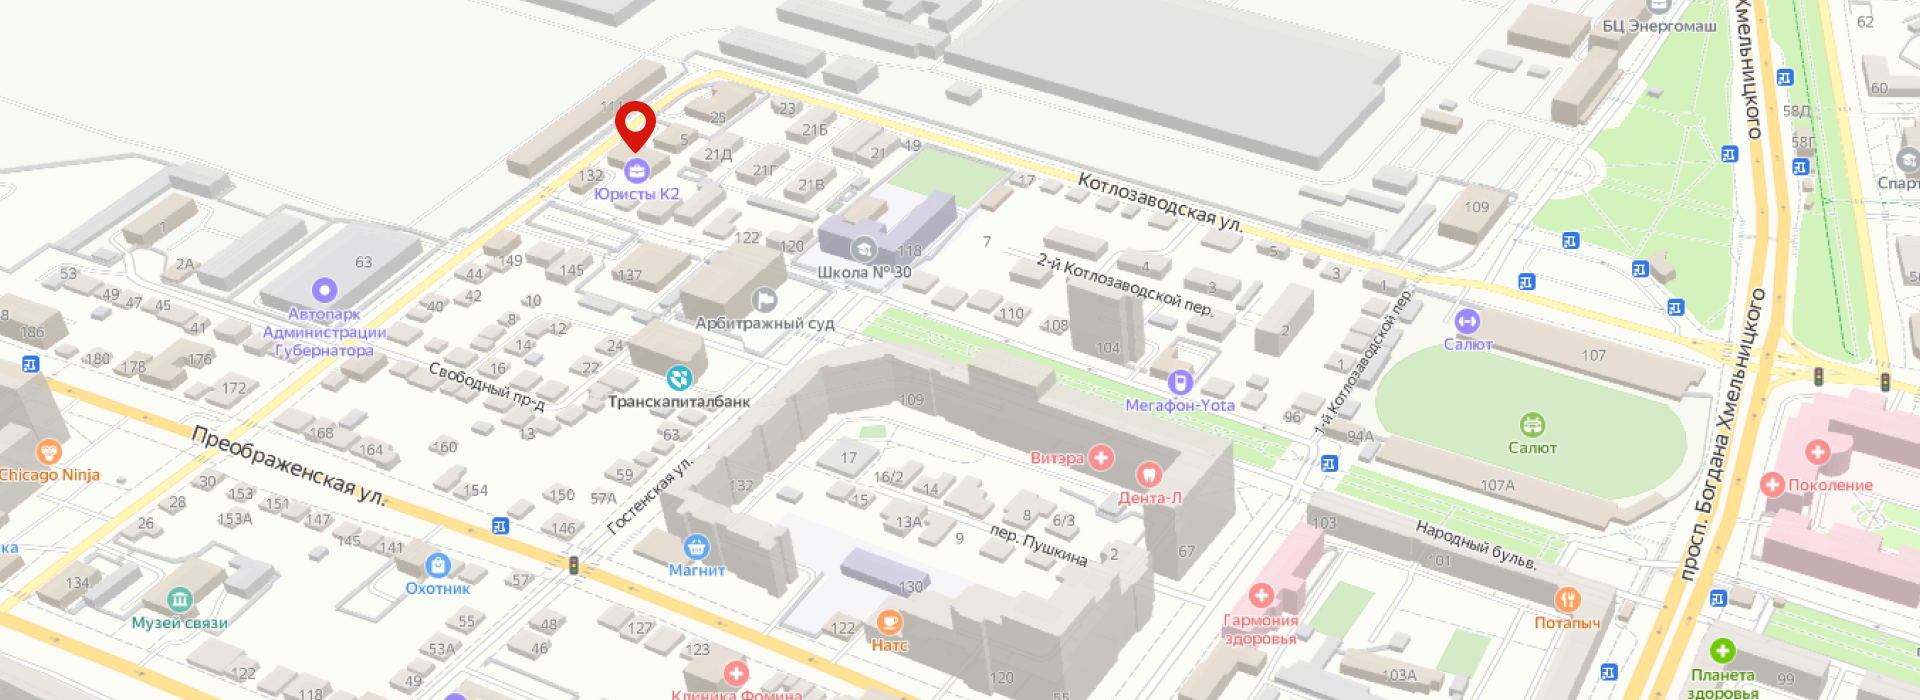 БЦ Энергомаш
62
60
58Д
58Г
Хмельницкого
111
25
23
21Б
5
21Д
21Г
21В
21
19
17
132
Юристы К2
Котлозаводская ул.
109
Спарт
1
2А
63
53
49
47
45
41
149
145
137
122
120
118
Школа № 30
7
2-й Котлозаводской пер.
4
3
5
3
1
2
44
42
40
10
8
12
14
16
22
24
Автопарк
Администрации
Губернатора
Арбитражный суд
110
108
104
1
1-й Котлозаводской пер.
Салют
107
186
180
178
176
172
Свободный пр-д
Транскапиталбанк
109
Мегафон-Yota
96
94А
Салют
просп. Богдана Хмельницкого
168
164
160
13
63
Chicago Ninja
Преображенская ул.
Гостенская ул.
59
57А
154
150
146
132
17
16/2
15
14
13А
9
8
6/3
2
пер. Пушкина
Витэра
Дента-Л
67
107А
Поколение
30
28
26
153
153А
151
147
145
141
134
Охотник
57
Музей связи
Магнит
130
103
101
Народный бульв.
Гармония
здоровья
Потапыч
122
Натс
55
53А
49
48
46
127
123
122
118
Клиника Фомина
120
55
103А
99
Планета
здоровья